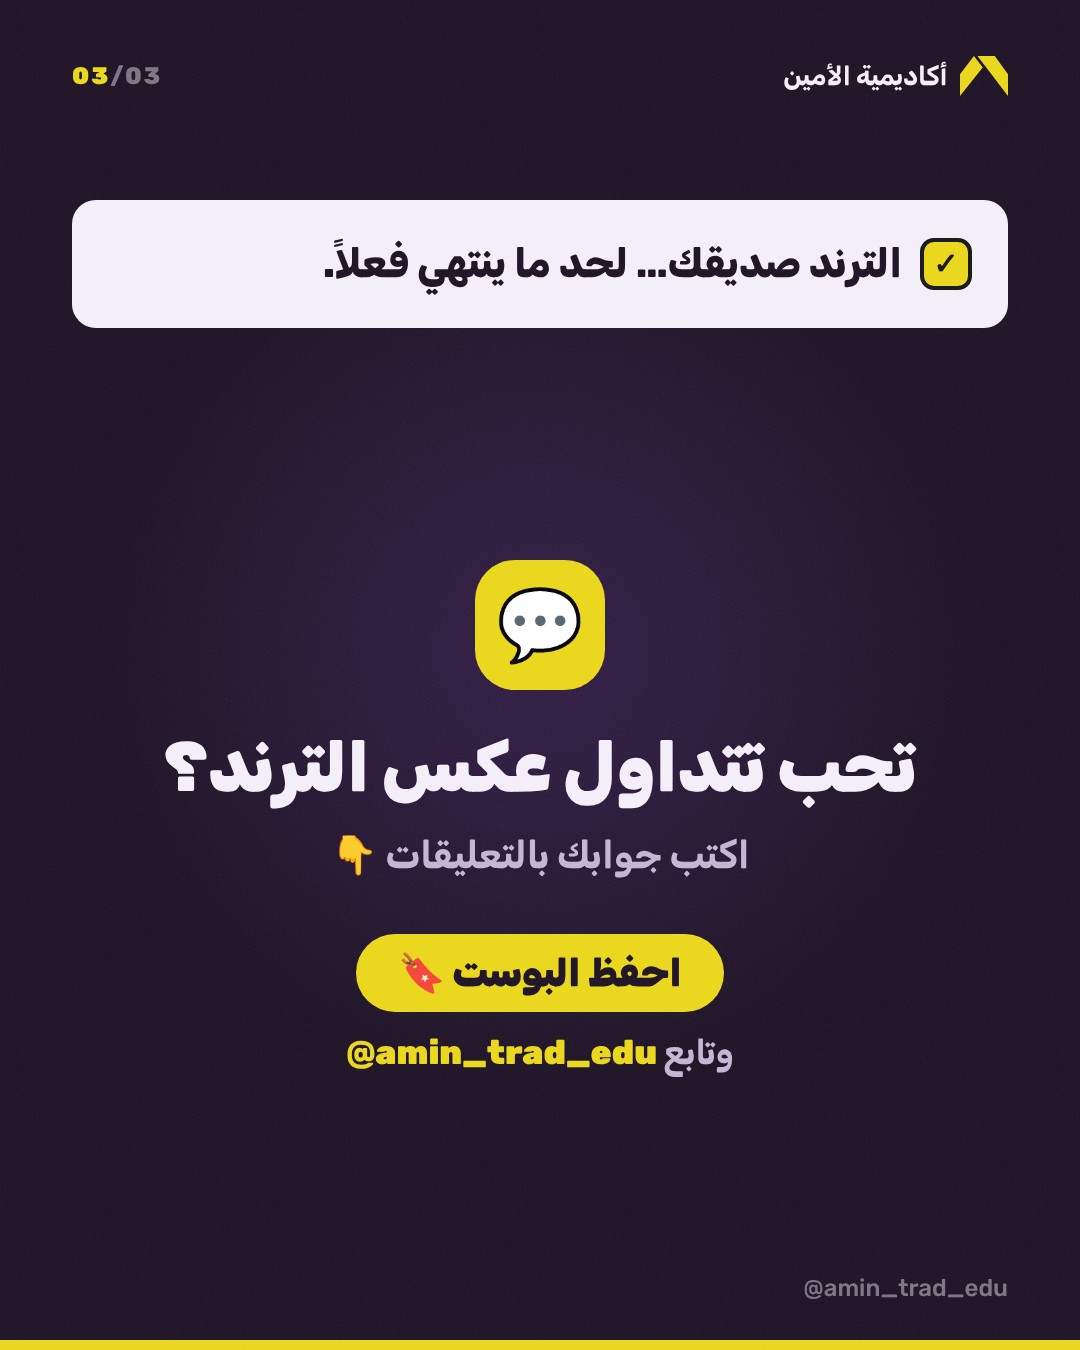 أكاديمية الأمين
03/03
✓ الترند صديقك... لحد ما ينتهي فعلاً.
تحب تتداول عكس الترند؟
اكتب جوابك بالتعليقات 👇
احفظ البوست 🔖
وتابع @amin_trad_edu
@amin_trad_edu